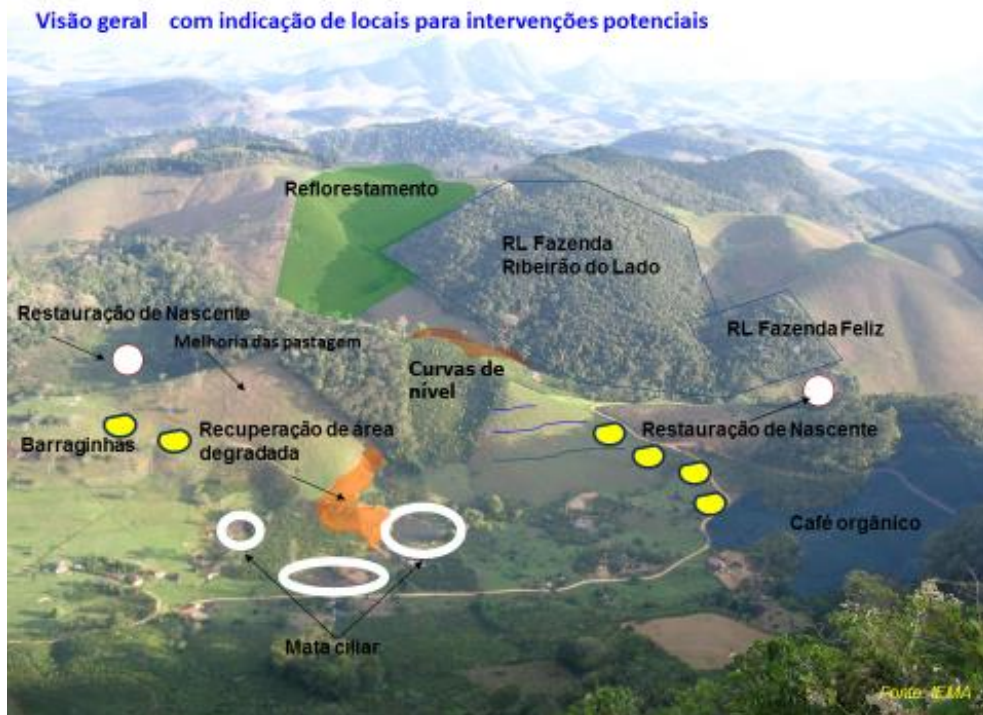 Visão geral com indicação de locais para intervenções potenciais
Reflorestamento
RL Fazenda
Ribeirão do Lado
Restauração de Nascente
Melhoria das pastagem
RL Fazenda Feliz
Curvas de
nível
Barraginhas
Recuperação de área
degradada
Restauração de Nascente
Café orgânico
Mata ciliar
Fonte: IEMA